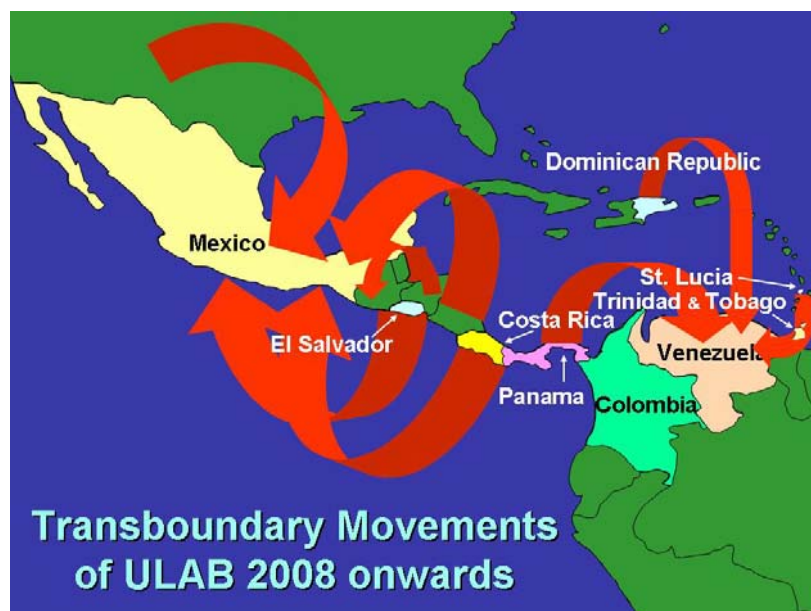 Dominican Republic
Mexico
St. Lucia
Trinidad & Tobago
Costa Rica
El Salvador
Venezuela
Panama
Colombia
Transboundary Movements
of ULAB 2008 onwards